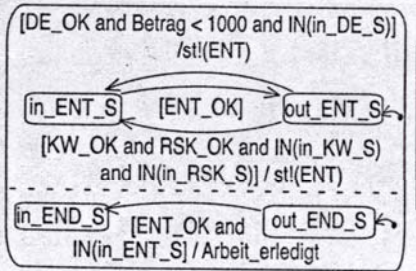 [DE_OK and Betrag < 1000 and IN(in_DE_S)]
/st!(ENT)
in_ENT_S [ENT_OK] out_ENT_S
[KW_OK and RSK_OK and IN(in_KW_S)
and IN(in_RSK_S)] / st!(ENT)
in_END_S [ENT_OK and out_END_S
IN(in_ENT_S] / Arbeit_erledigt